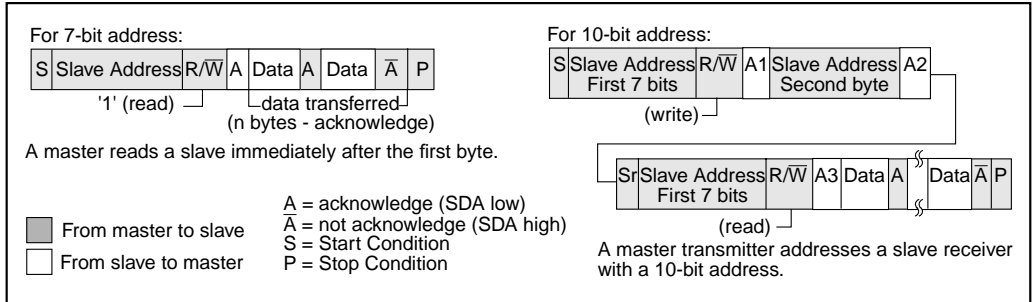 For 7-bit address:
S Slave Address R/W̅ A Data A Data A̅ P
'1' (read)
data transferred
(n bytes - acknowledge)
A master reads a slave immediately after the first byte.
From master to slave
From slave to master
A = acknowledge (SDA low)
A̅ = not acknowledge (SDA high)
S = Start Condition
P = Stop Condition
For 10-bit address:
S Slave Address First 7 bits R/W̅ A1 Slave Address Second byte A2
(write)
Sr Slave Address First 7 bits R/W̅ A3 Data A Data A̅ P
(read)
A master transmitter addresses a slave receiver
with a 10-bit address.